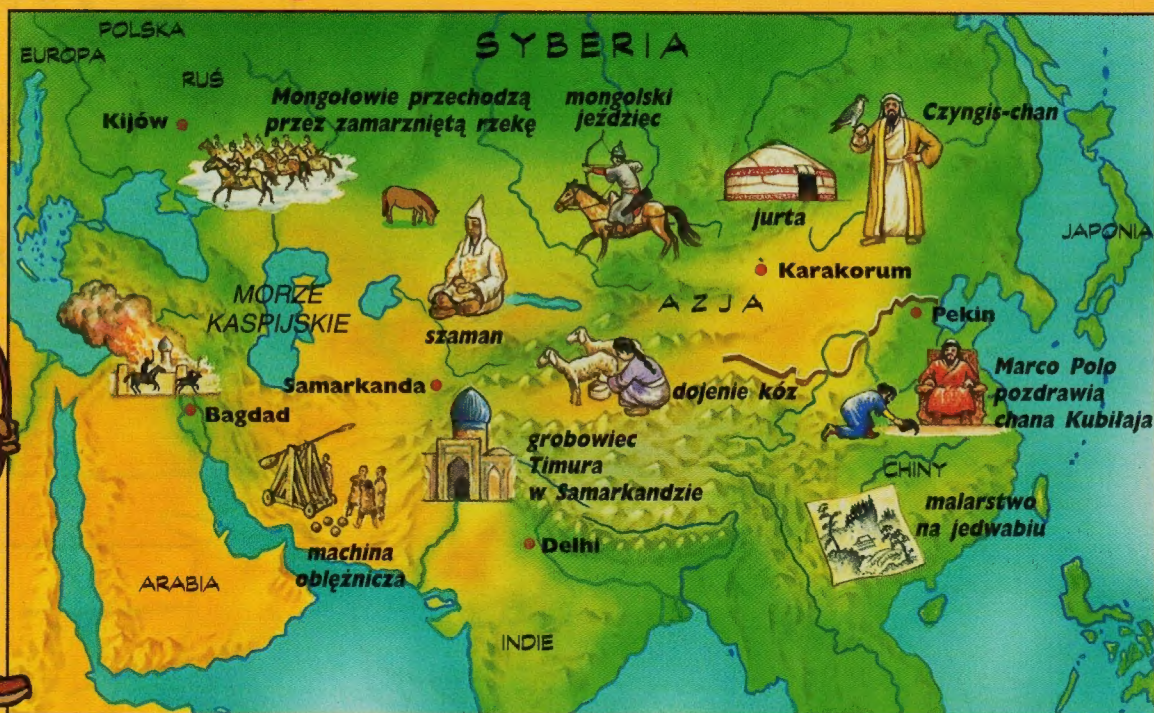 POLSKA
EUROPA
SYBERIA
RUŚ
Kijów
Mongołowie przechodzą
przez zamarzniętą rzekę
mongolski
jeździec
Czyngis-chan
jurta
JAPONIA
Karakorum
AZJA
MORZE
KASPIJSKIE
szaman
Pekin
Samarkanda
dojenie kóz
Marco Polo
pozdrawia
chana Kubiłaja
Bagdad
grobowiec
Timura
w Samarkandzie
CHINY
malarstwo
na jedwabiu
Delhi
machina
oblężnicza
ARABIA
INDIE